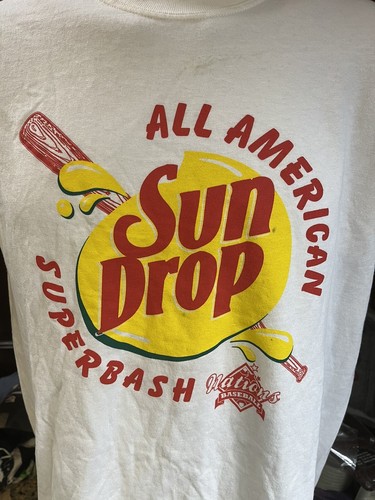 ALL AMERICAN
Sun
Drop
SUPERBASH
Nations
BASEBALL